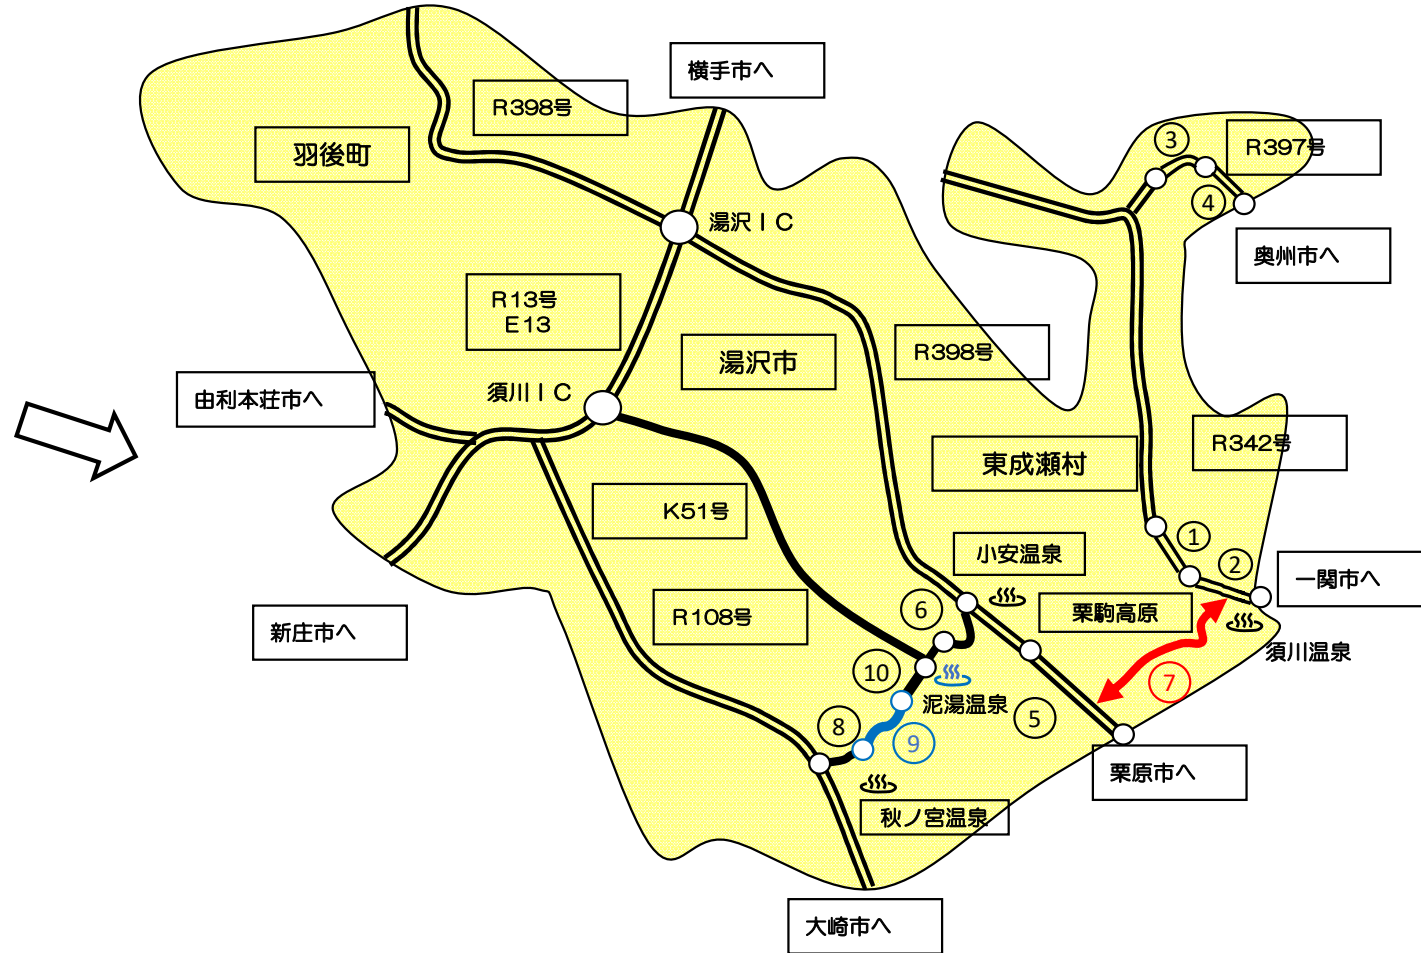 横手市へ
R398号
羽後町
③
R397号
④
湯沢ＩＣ
奥州市へ
R13号
E13
R398号
湯沢市
由利本荘市へ
須川ＩＣ
R342号
東成瀬村
K51号
①
小安温泉
②
一関市へ
R108号
⑥
栗駒高原
新庄市へ
須川温泉
⑩
⑦
泥湯温泉
⑧
⑤
⑨
栗原市へ
秋ノ宮温泉
大崎市へ